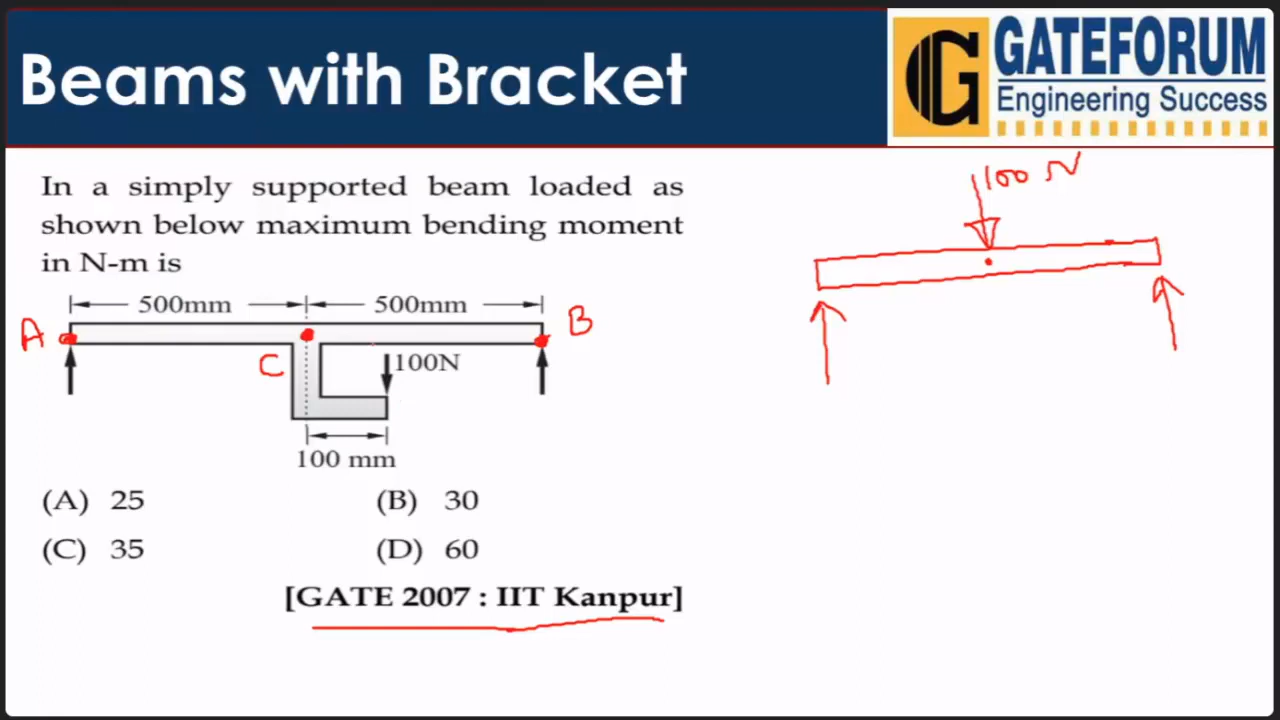 Beams with Bracket
GATEFORUM
Engineering Success
In a simply supported beam loaded as
shown below maximum bending moment
in N-m is
100 N
500mm 500mm
A B
C
100N
100 mm
(A) 25 (B) 30
(C) 35 (D) 60
[GATE 2007 : IIT Kanpur]